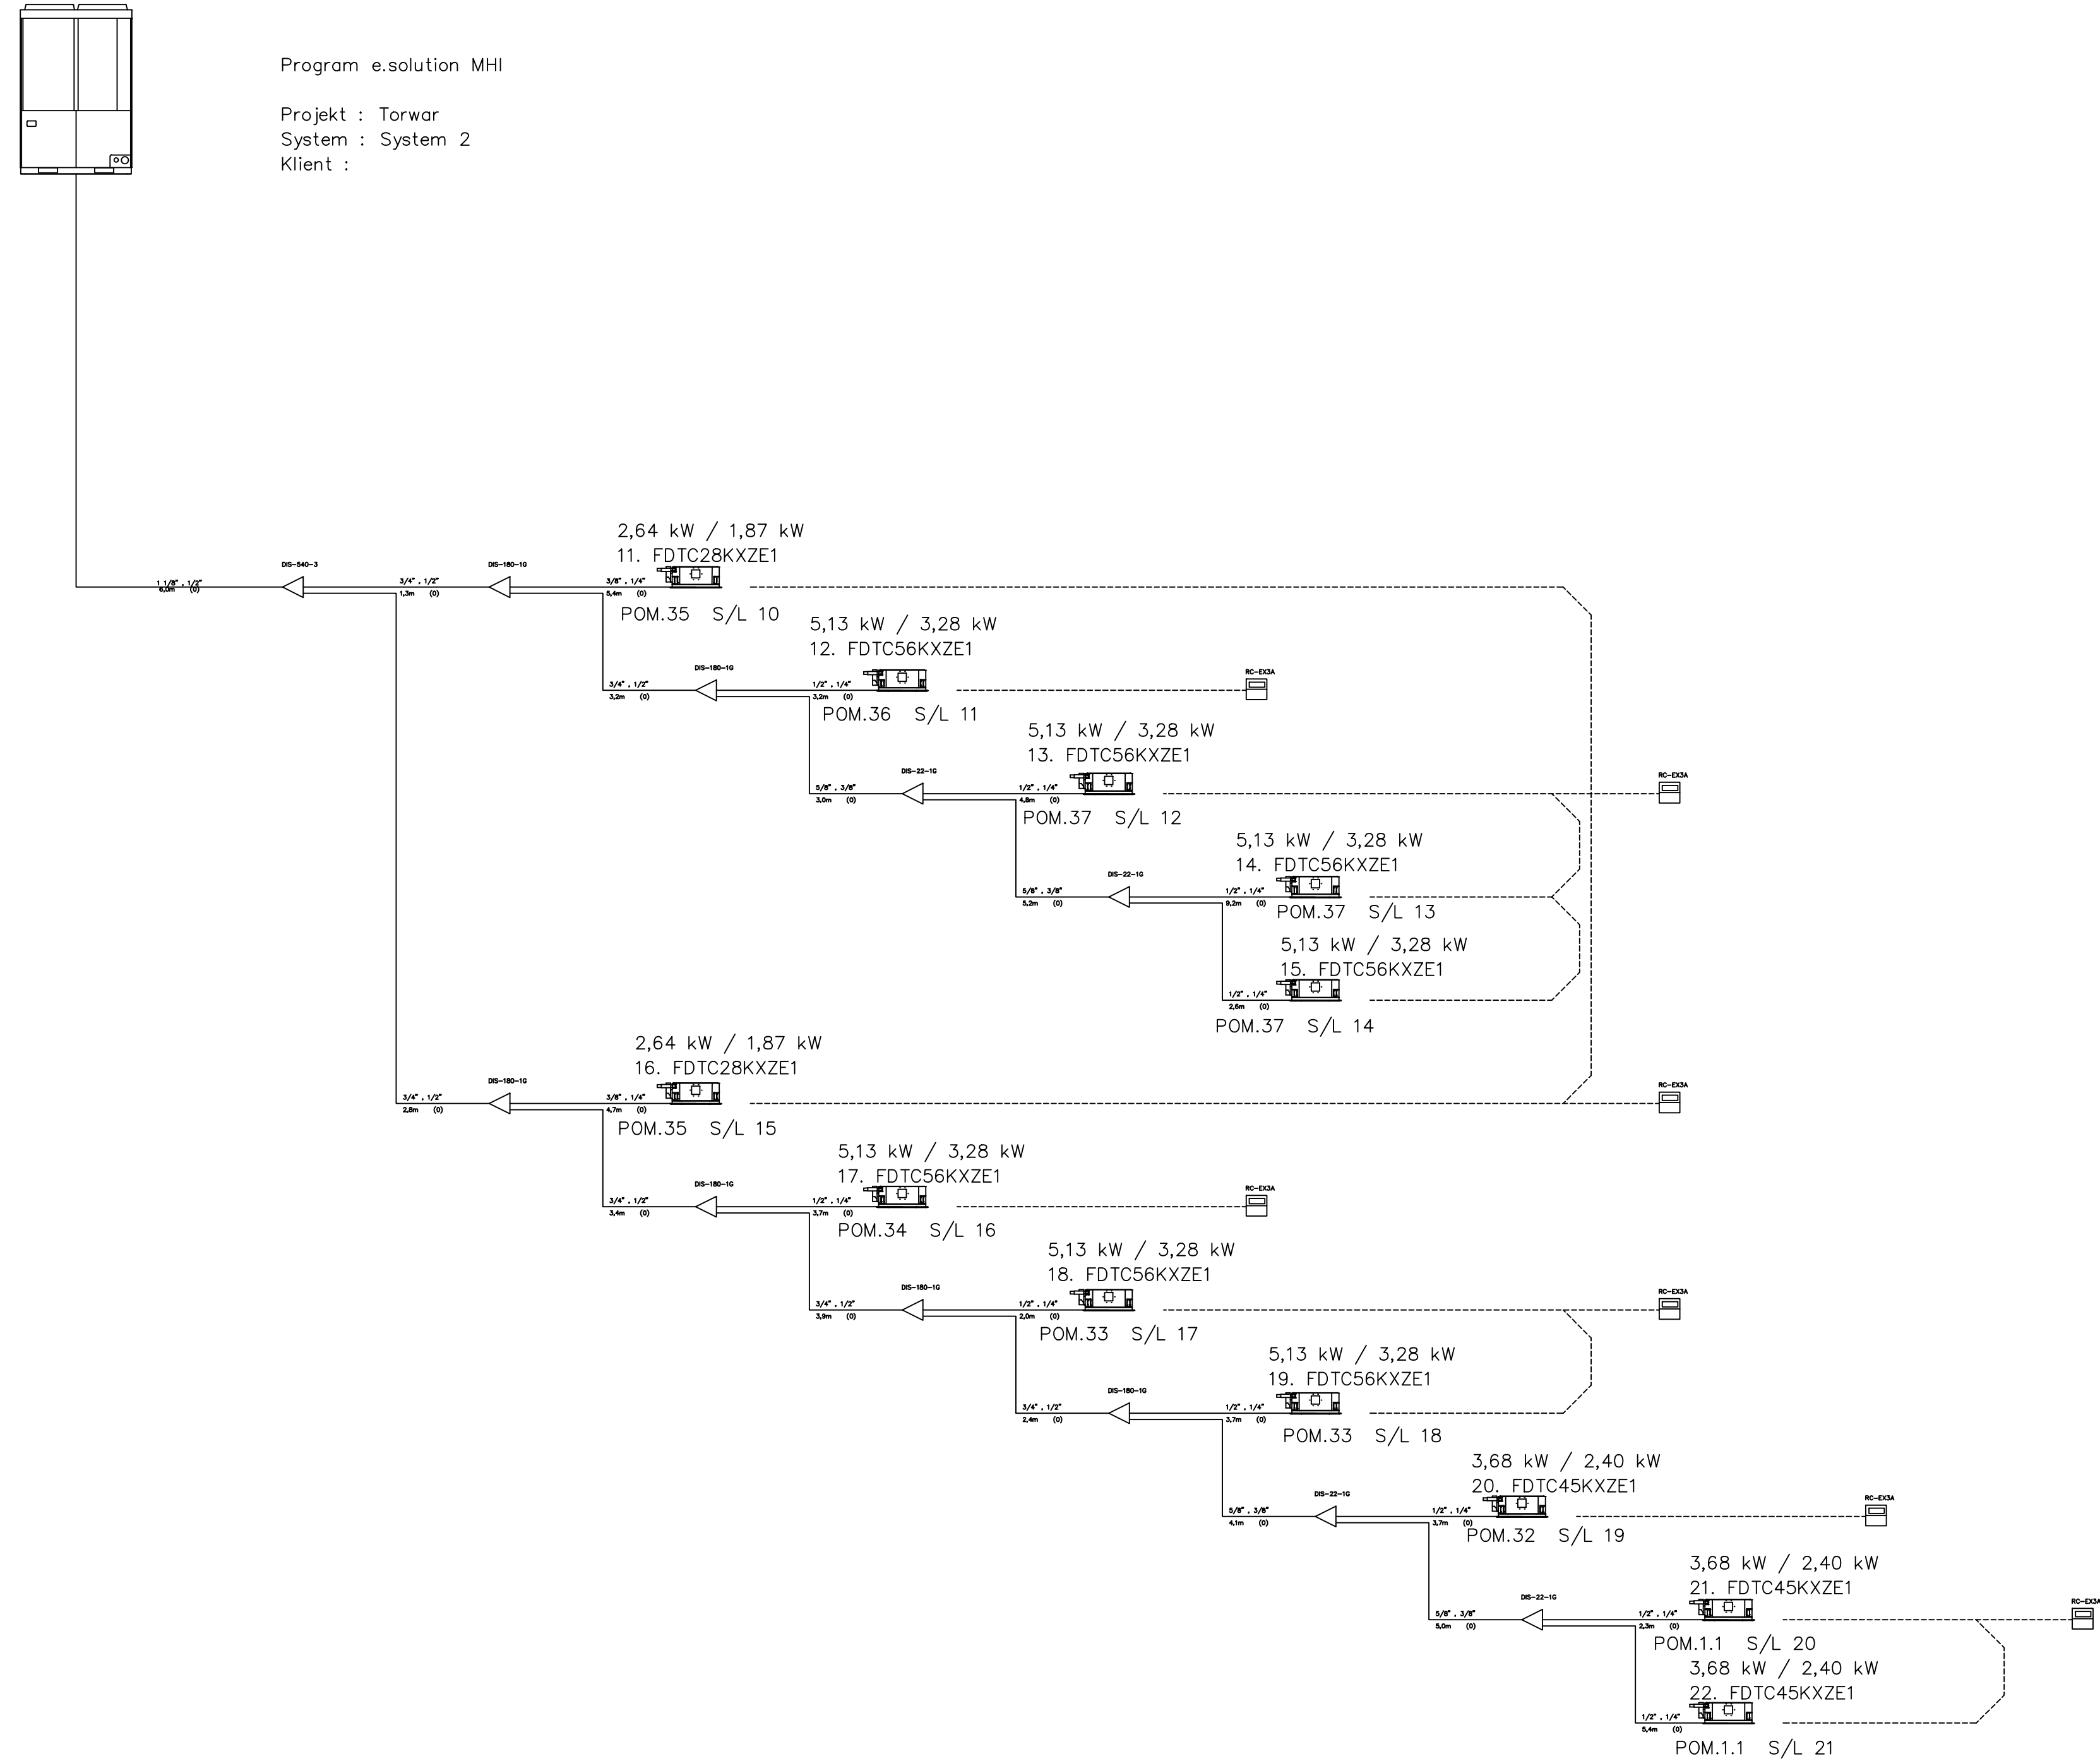 Program e.solution MHI
Projekt : Torwar
System : System 2
Klient :
2,64 kW / 1,87 kW
11. FDTC28KXZE1
DIS-540-3
DIS-180-1G
1 1/8" , 1/2"
6,0m (0)
3/4" , 1/2"
1,3m (0)
3/8" , 1/4"
5,4m (0)
POM.35 S/L 10
5,13 kW / 3,28 kW
12. FDTC56KXZE1
DIS-180-1G
RC-EX3A
3/4" , 1/2"
3,2m (0)
1/2" , 1/4"
3,2m (0)
POM.36 S/L 11
5,13 kW / 3,28 kW
13. FDTC56KXZE1
DIS-22-1G
RC-EX3A
5/8" , 3/8"
3,0m (0)
1/2" , 1/4"
4,8m (0)
POM.37 S/L 12
5,13 kW / 3,28 kW
14. FDTC56KXZE1
DIS-22-1G
5/8" , 3/8"
5,2m (0)
1/2" , 1/4"
9,2m (0)
POM.37 S/L 13
5,13 kW / 3,28 kW
15. FDTC56KXZE1
1/2" , 1/4"
2,6m (0)
POM.37 S/L 14
2,64 kW / 1,87 kW
16. FDTC28KXZE1
DIS-180-1G
RC-EX3A
3/4" , 1/2"
2,8m (0)
3/8" , 1/4"
4,7m (0)
POM.35 S/L 15
5,13 kW / 3,28 kW
17. FDTC56KXZE1
DIS-180-1G
RC-EX3A
3/4" , 1/2"
3,4m (0)
1/2" , 1/4"
3,7m (0)
POM.34 S/L 16
5,13 kW / 3,28 kW
18. FDTC56KXZE1
DIS-180-1G
RC-EX3A
3/4" , 1/2"
3,9m (0)
1/2" , 1/4"
2,0m (0)
POM.33 S/L 17
5,13 kW / 3,28 kW
19. FDTC56KXZE1
DIS-180-1G
3/4" , 1/2"
2,4m (0)
1/2" , 1/4"
3,7m (0)
POM.33 S/L 18
3,68 kW / 2,40 kW
20. FDTC45KXZE1
DIS-22-1G
RC-EX3A
5/8" , 3/8"
4,1m (0)
1/2" , 1/4"
3,7m (0)
POM.32 S/L 19
3,68 kW / 2,40 kW
21. FDTC45KXZE1
DIS-22-1G
RC-EX3A
5/8" , 3/8"
5,0m (0)
1/2" , 1/4"
2,3m (0)
POM.1.1 S/L 20
3,68 kW / 2,40 kW
22. FDTC45KXZE1
1/2" , 1/4"
5,4m (0)
POM.1.1 S/L 21